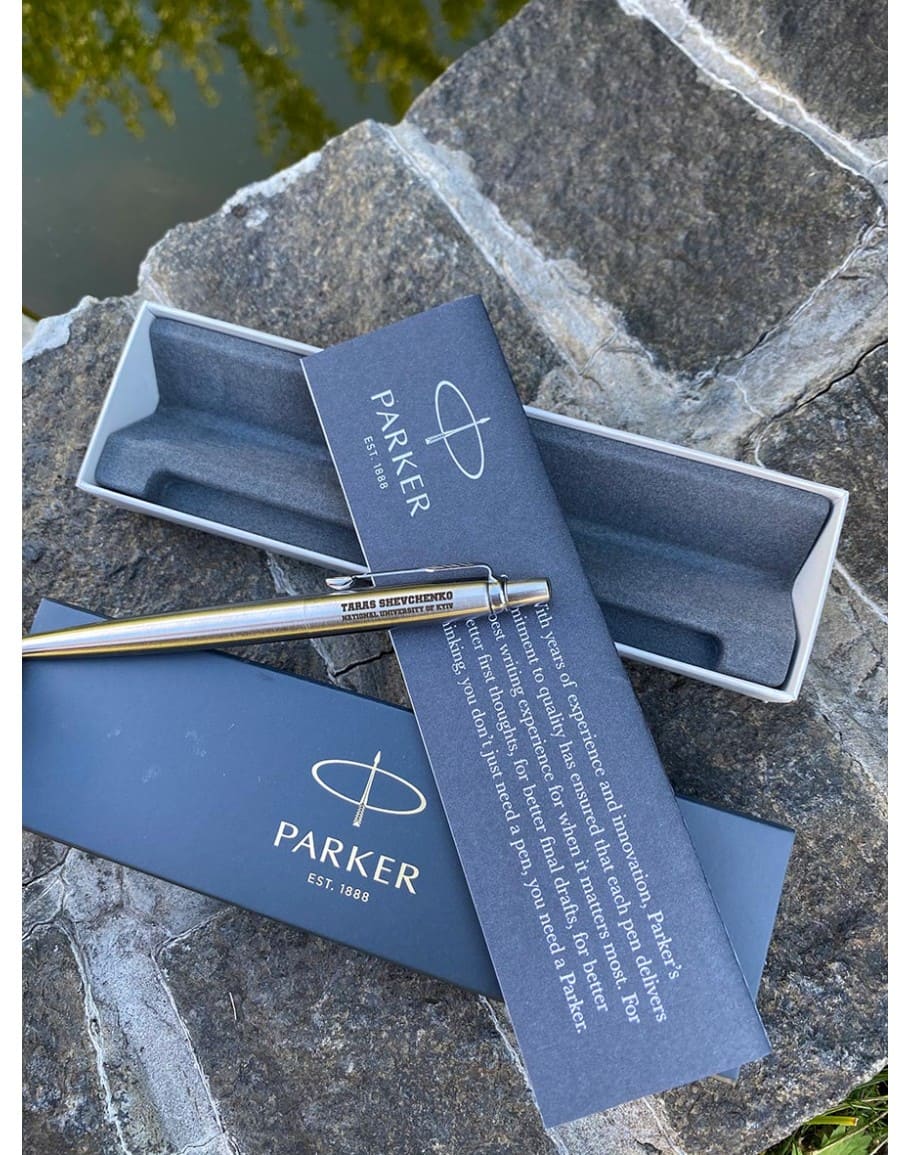 PARKER
EST. 1888
TARAS SHEVCHENKO
NATIONAL UNIVERSITY OF KYIV
years of experience and innovation, Parker's
to quality has ensured that each pen delivers
best writing experience for when it matters most. For
first thoughts, for better final drafts, for better
you don't just need a pen, you need a Parker.
PARKER
EST. 1888